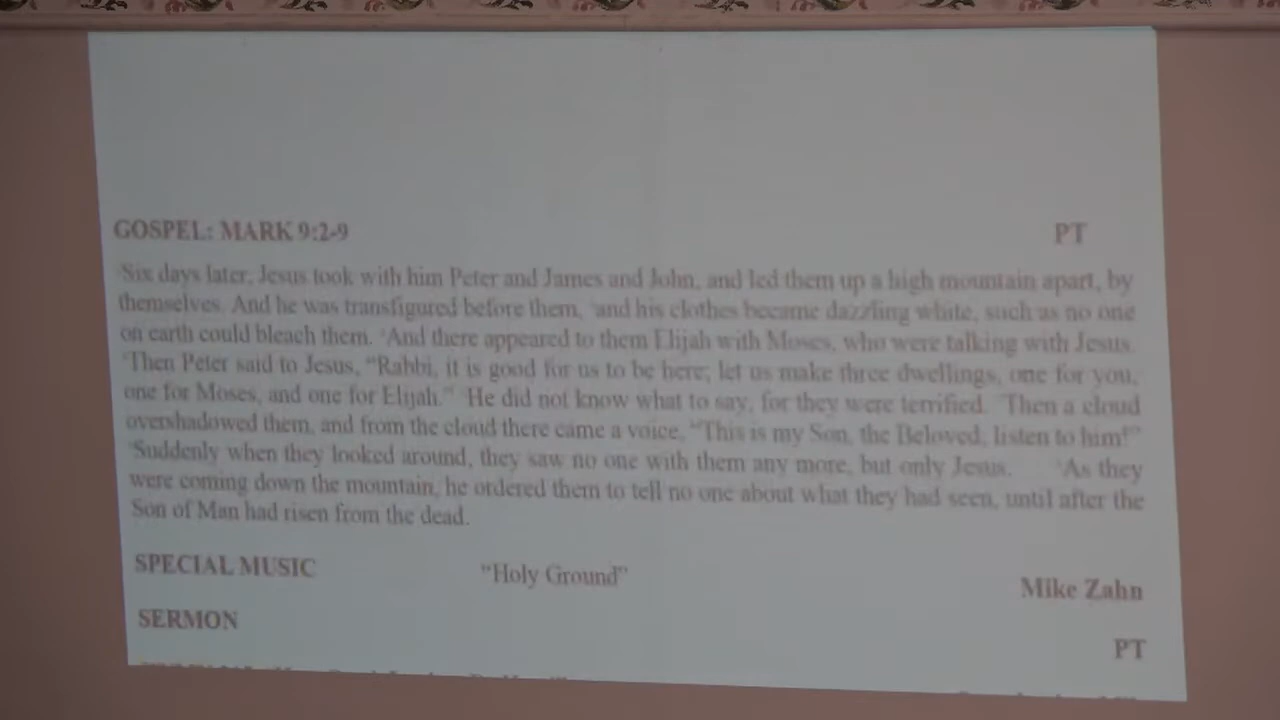 GOSPEL: MARK 9:2-9 PT
Six days later, Jesus took with him Peter and James and John, and led them up a high mountain apart, by
themselves. And he was transfigured before them, and his clothes became dazzling white, such as no one
on earth could bleach them. And there appeared to them Elijah with Moses, who were talking with Jesus.
Then Peter said to Jesus, “Rabbi, it is good for us to be here; let us make three dwellings, one for you,
one for Moses, and one for Elijah.” He did not know what to say, for they were terrified. Then a cloud
overshadowed them, and from the cloud there came a voice, “This is my Son, the Beloved; listen to him!”
Suddenly when they looked around, they saw no one with them any more, but only Jesus. As they
were coming down the mountain, he ordered them to tell no one about what they had seen, until after the
Son of Man had risen from the dead.
SPECIAL MUSIC “Holy Ground” Mike Zahn
SERMON PT